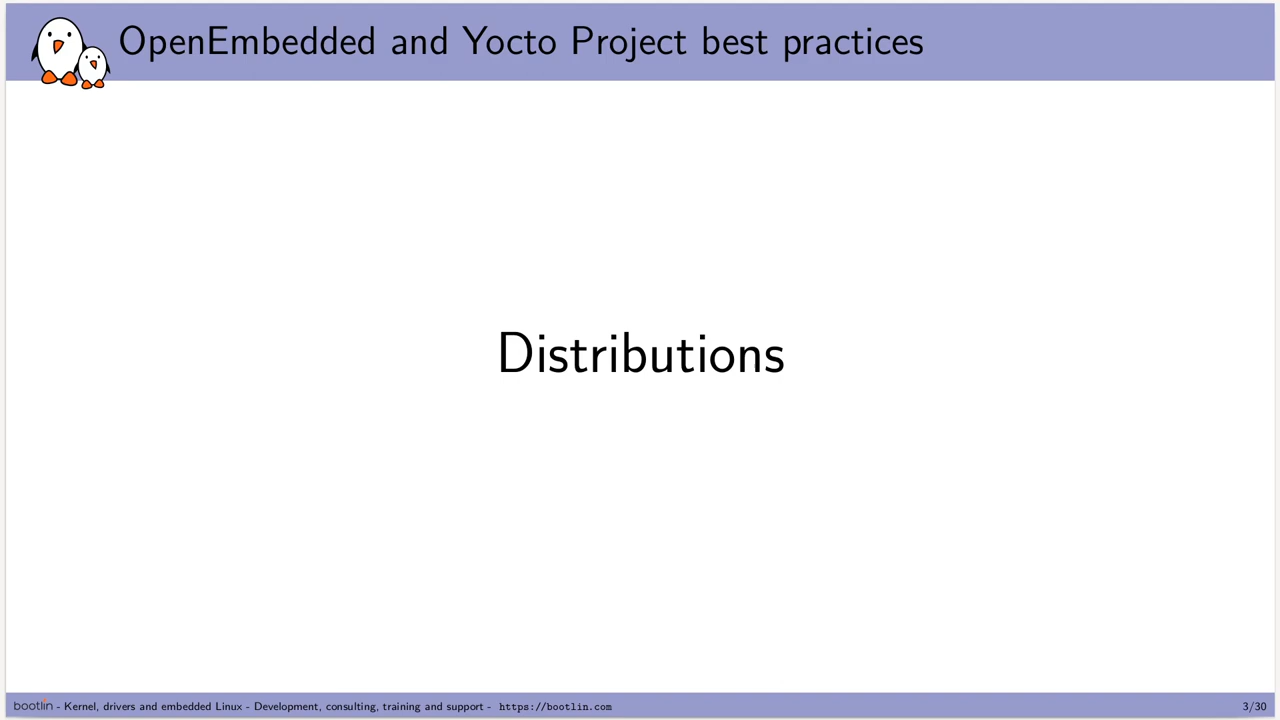 OpenEmbedded and Yocto Project best practices
Distributions
bootlin - Kernel, drivers and embedded Linux - Development, consulting, training and support - https://bootlin.com
3/30